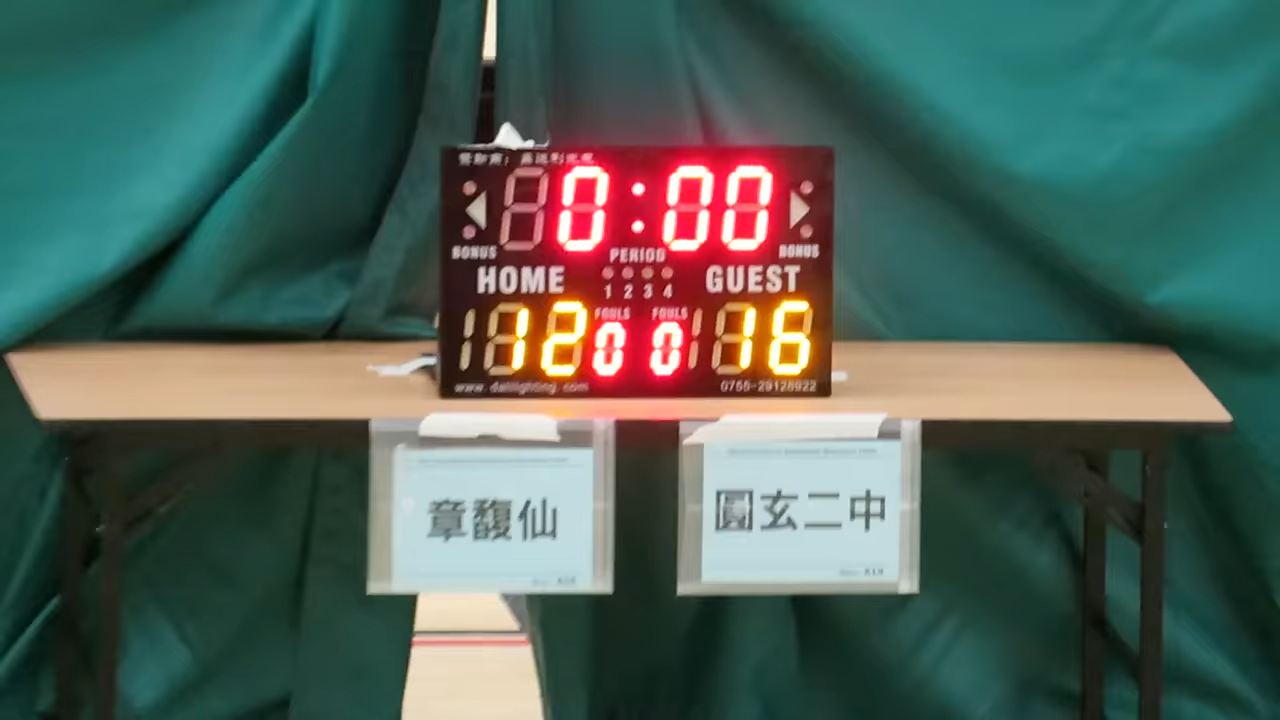 0:00
BONUS PERIOD BONUS
HOME 1 2 3 4 GUEST
FOULS FOULS
12 0 0 16
www.dalilighting.com 0755-29128922
章馥仙 圓玄二中